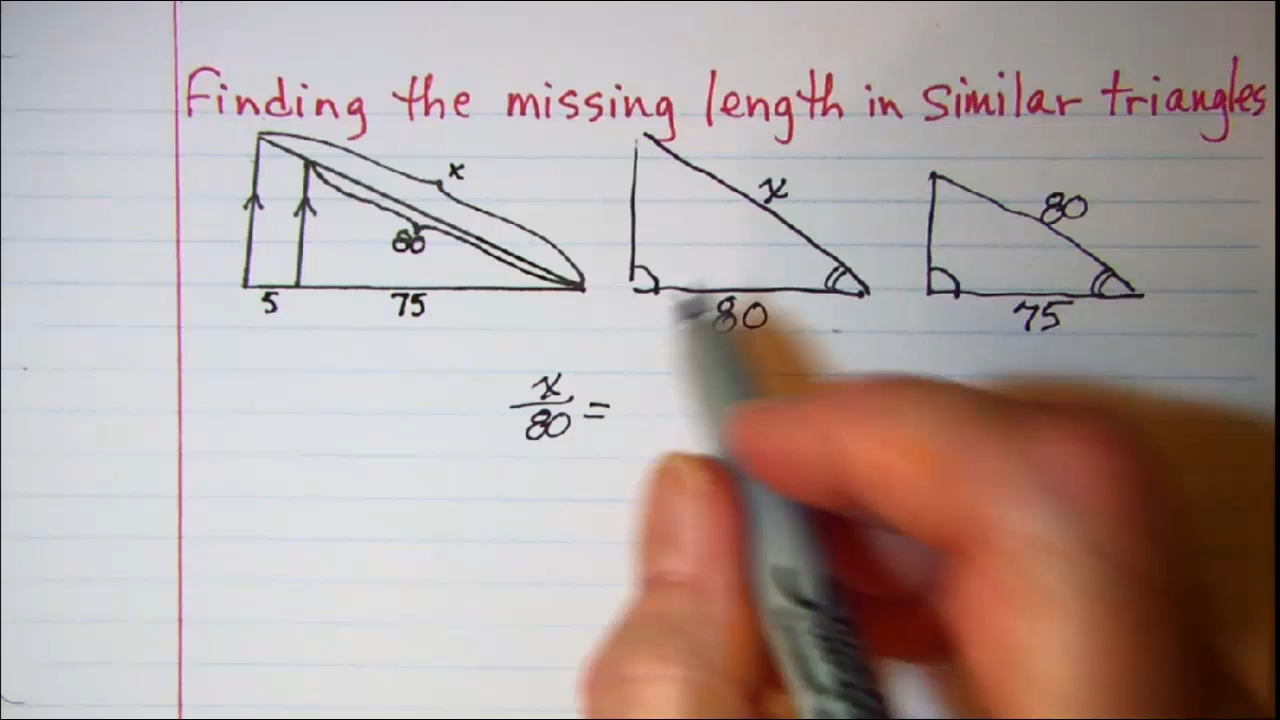 Finding the missing length in similar triangles
x
80
5 75
x
80
80
75
x
80 =